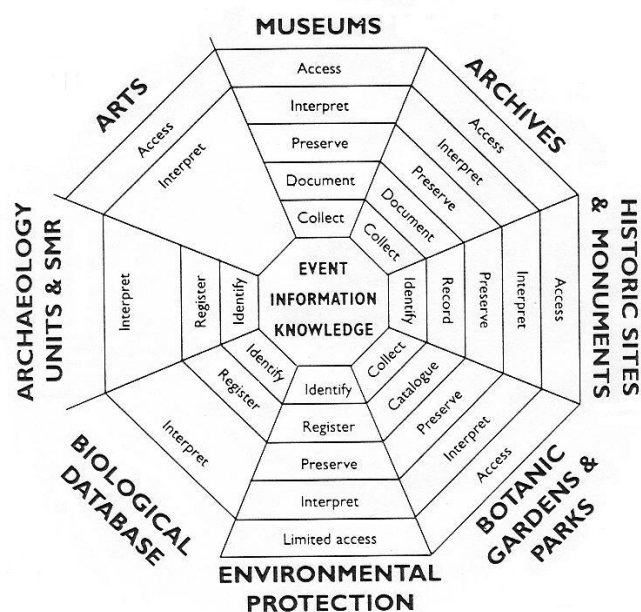 MUSEUMS
Access
Interpret
Preserve
Document
Collect
ARCHIVES
Access
Interpret
Preserve
Document
Collect
HISTORIC SITES
& MONUMENTS
Identify
Record
Preserve
Interpret
Access
BOTANIC
GARDENS &
PARKS
Collect
Catalogue
Preserve
Interpret
Access
ENVIRONMENTAL
PROTECTION
Identify
Register
Preserve
Interpret
Limited access
BIOLOGICAL
DATABASE
Identify
Register
Interpret
ARCHAEOLOGY
UNITS & SMR
Interpret
Register
Identify
ARTS
Access
Interpret
EVENT
INFORMATION
KNOWLEDGE